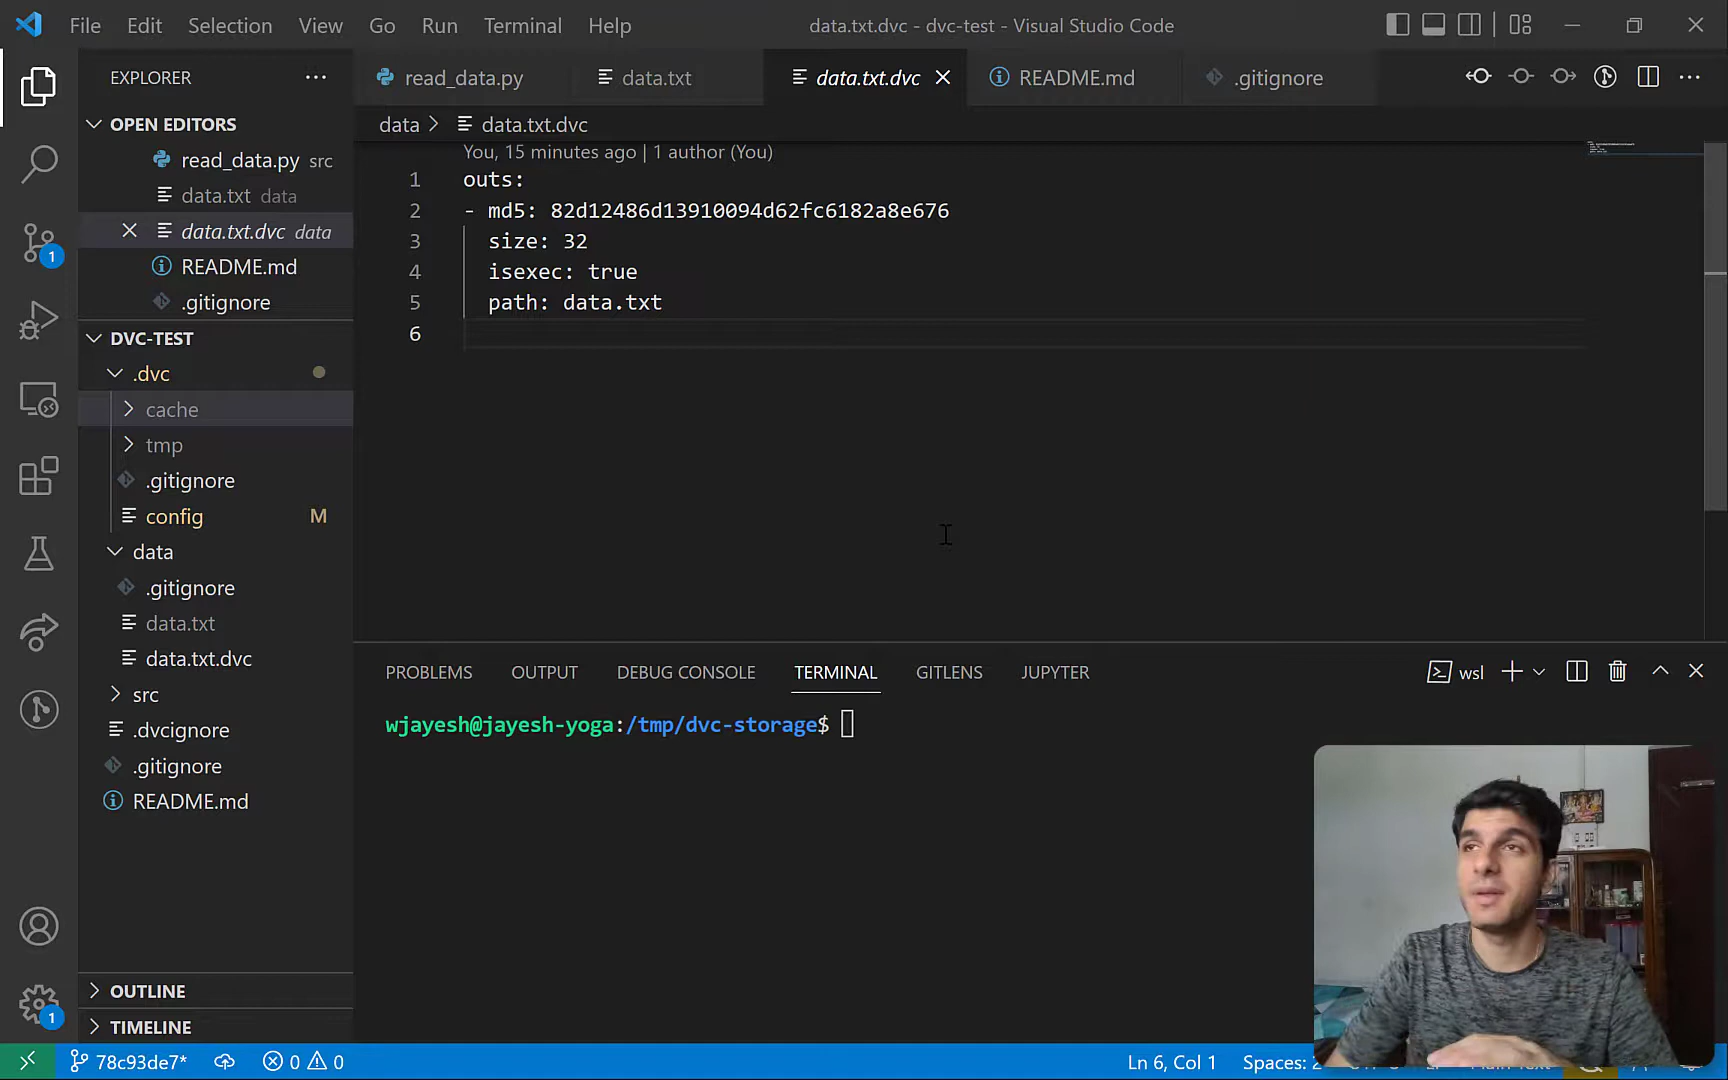 File Edit Selection View Go Run Terminal Help
data.txt.dvc - dvc-test - Visual Studio Code
EXPLORER
read_data.py data.txt data.txt.dvc README.md .gitignore
OPEN EDITORS
read_data.py src
data.txt data
data.txt.dvc data
README.md
.gitignore
DVC-TEST
.dvc
cache
tmp
.gitignore
config M
data
.gitignore
data.txt
data.txt.dvc
src
.dvcignore
.gitignore
README.md
OUTLINE
TIMELINE
data > data.txt.dvc
You, 15 minutes ago | 1 author (You)
1 outs:
2 - md5: 82d12486d13910094d62fc6182a8e676
3 size: 32
4 isexec: true
5 path: data.txt
6
PROBLEMS OUTPUT DEBUG CONSOLE TERMINAL GITLENS JUPYTER
wsl
wjayesh@jayesh-yoga:/tmp/dvc-storage$
1
1
78c93de7* 0 0
Ln 6, Col 1 Spaces: